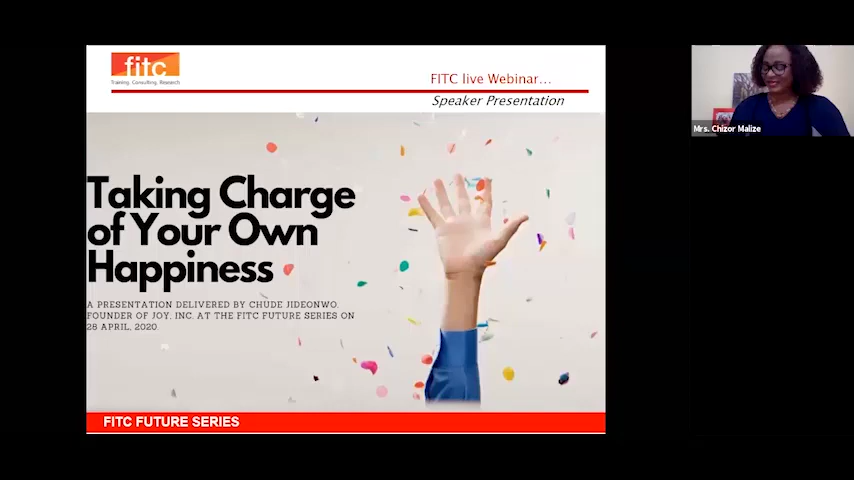 fitc
Training. Consulting. Research
FITC live Webinar...
Speaker Presentation
Taking Charge
of Your Own
Happiness
A PRESENTATION DELIVERED BY CHUDE JIDEONWO,
FOUNDER OF JOY, INC. AT THE FITC FUTURE SERIES ON
28 APRIL, 2020
FITC FUTURE SERIES
Mrs. Chizor Malize